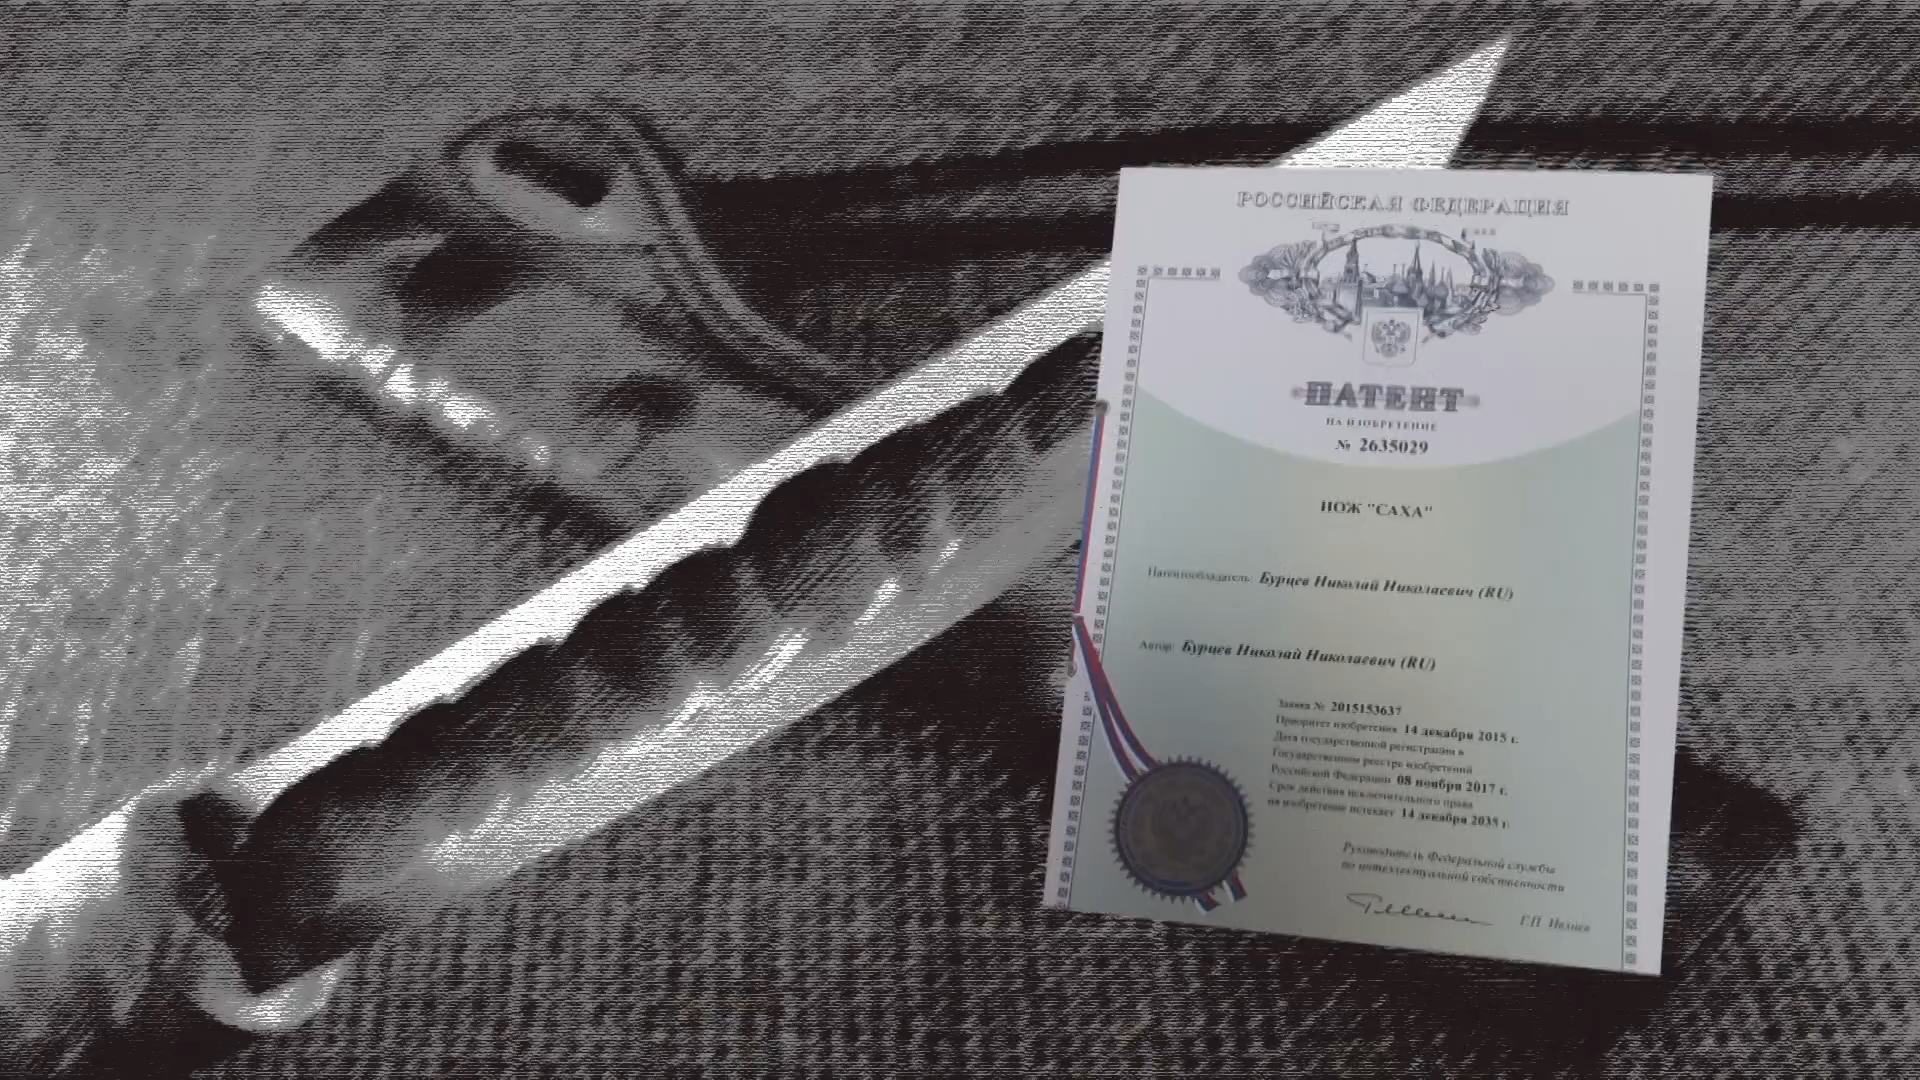 РОССИЙСКАЯ ФЕДЕРАЦИЯ
ПАТЕНТ
НА ИЗОБРЕТЕНИЕ
№ 2635029
НОЖ "САХА"
Патентообладатель: Бурцев Николай Николаевич (RU)
Автор: Бурцев Николай Николаевич (RU)
Заявка № 2015153637
Приоритет изобретения 14 декабря 2015 г.
Дата государственной регистрации в
Государственном реестре изобретений
Российской Федерации 08 ноября 2017 г.
Срок действия исключительного права
на изобретение истекает 14 декабря 2035 г.
Руководитель Федеральной службы
по интеллектуальной собственности
Г.П. Ивлиев